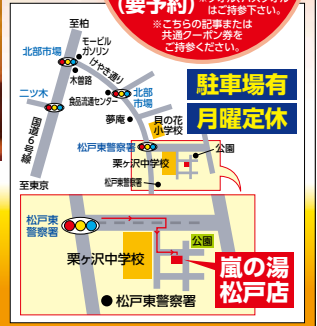 (要予約)
はご持参下さい。
※こちらの記事または
共通クーポン券を
ご持参ください。
至柏
北部市場
モービル
ガソリン
けやき通り
木曽路
二ツ木
食品流通センター
北部
市場
駐車場有
月曜定休
夢庵
貝の花
小学校
国道6号線
松戸東警察署
公園
栗ヶ沢中学校
至東京
松戸東警察署
松戸東
警察署
公園
栗ヶ沢中学校
嵐の湯
松戸店
松戸東警察署